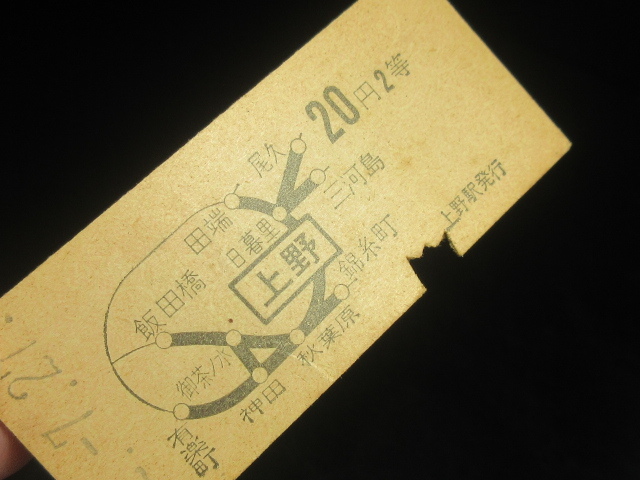 20円2等
尾久
三河島
田端
日暮里
上野
錦糸町
飯田橋
御茶ノ水
秋葉原
神田
有楽町
上野駅発行